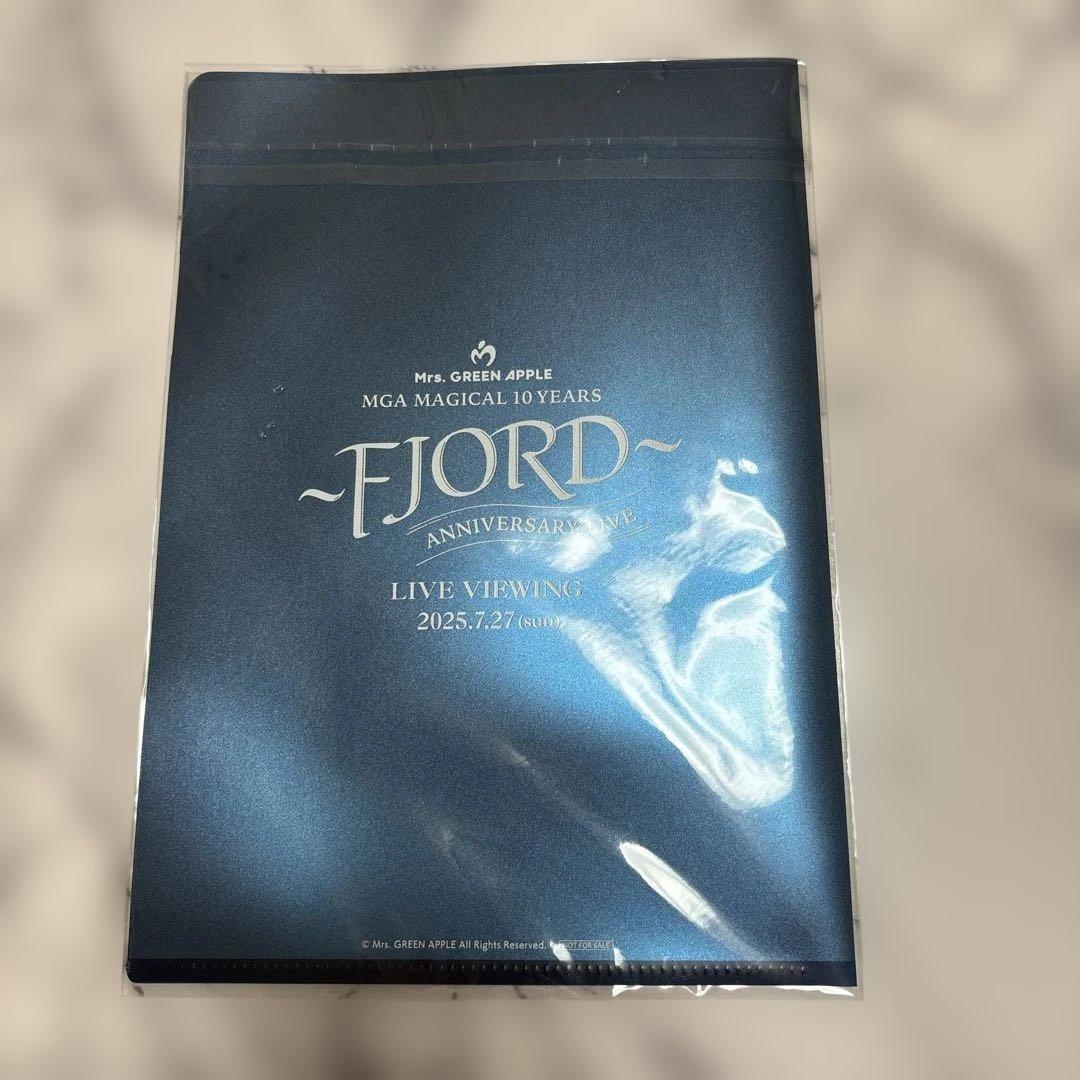 Mrs. GREEN APPLE
MGA MAGICAL 10 YEARS
~FJORD~
ANNIVERSARY LIVE
LIVE VIEWING
2025.7.27 (sun)
© Mrs. GREEN APPLE All Rights Reserved. NOT FOR SALE